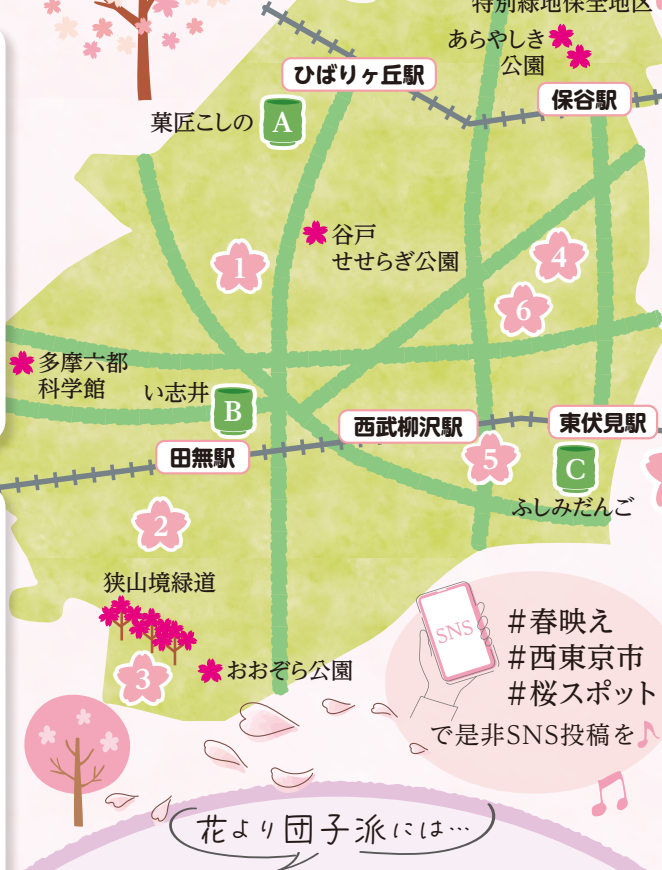 特別緑地保全地区
あらやしき
公園
ひばりヶ丘駅
保谷駅
菓匠こしの
A
谷戸
せせらぎ公園
1
4
6
多摩六都
科学館
い志井
B
西武柳沢駅
東伏見駅
田無駅
5
C
ふしみだんご
2
狭山境緑道
3
おおぞら公園
SNS
#春映え
#西東京市
#桜スポット
で是非SNS投稿を♪
花より団子派には…